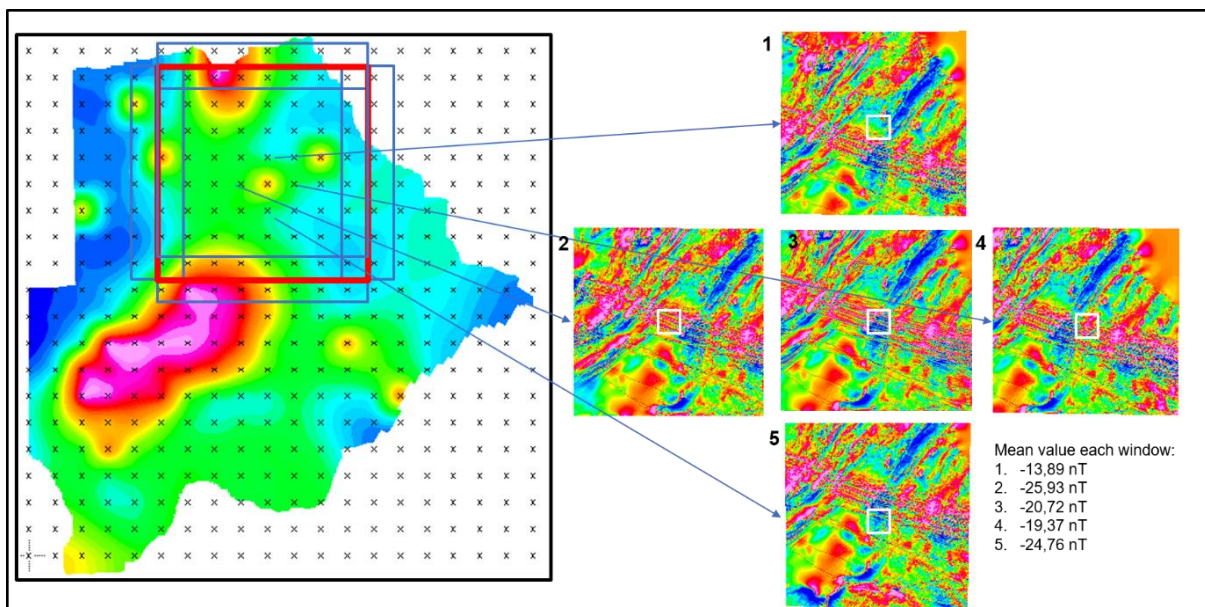 1
2
3
4
5
Mean value each window:
1. -13,89 nT
2. -25,93 nT
3. -20,72 nT
4. -19,37 nT
5. -24,76 nT